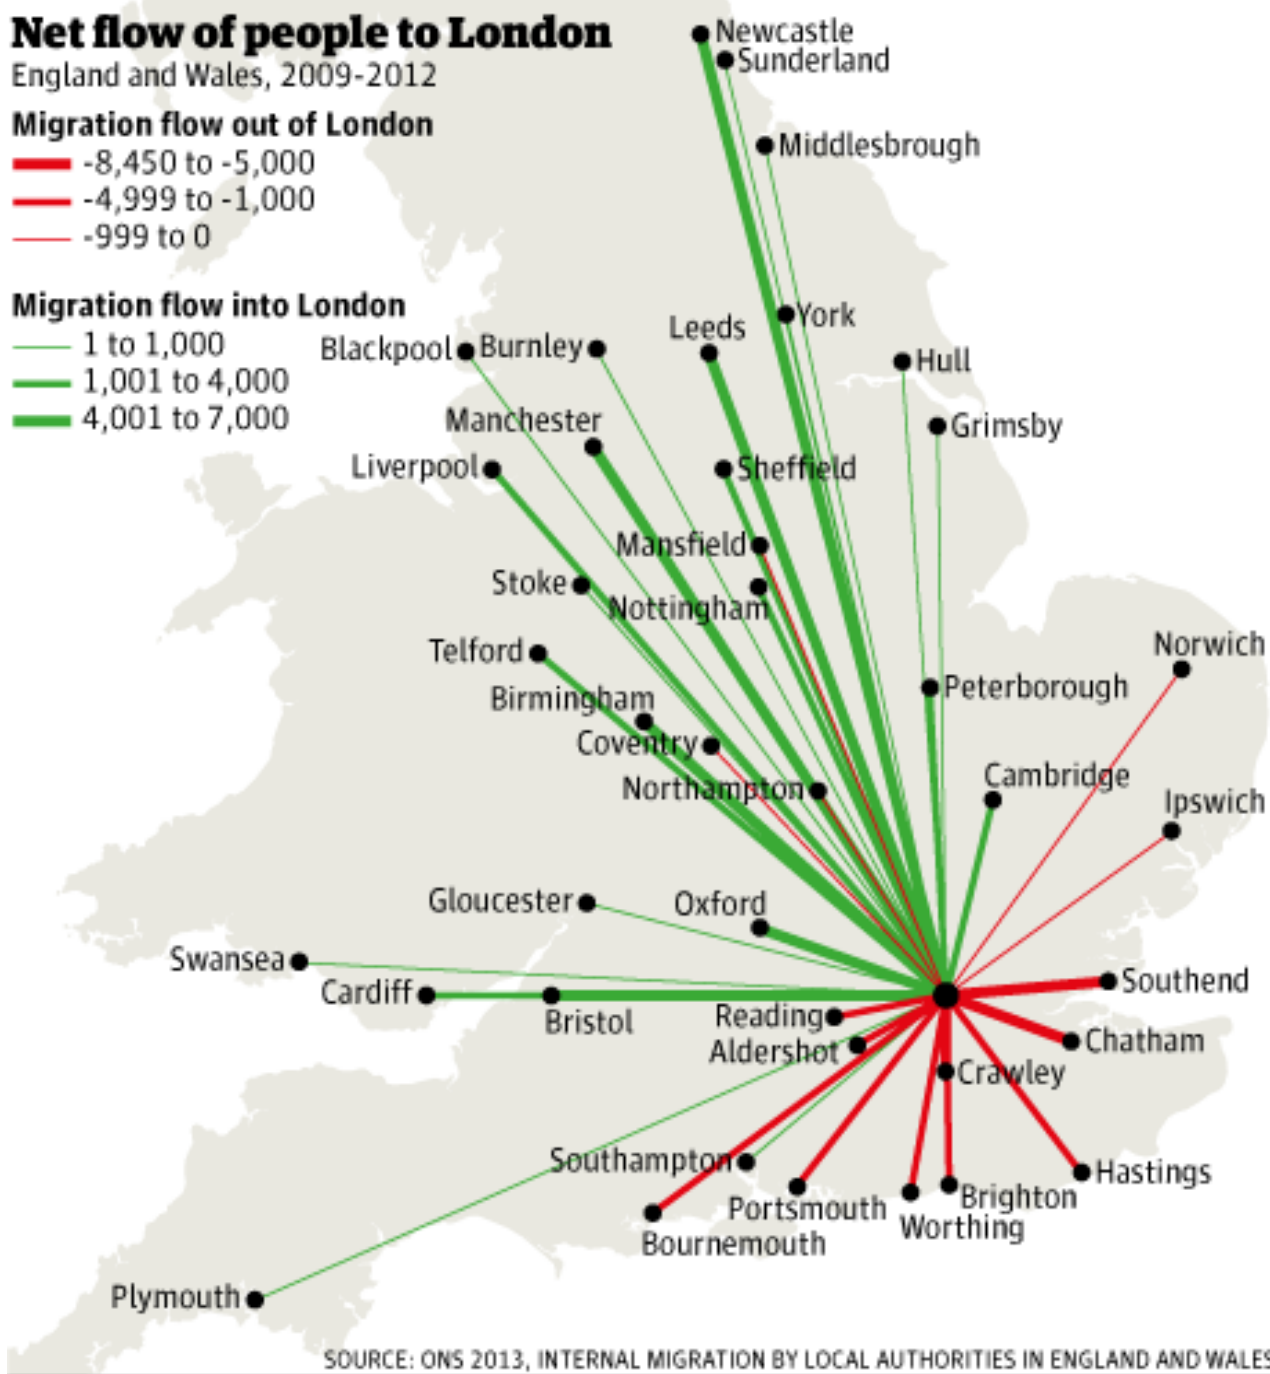 Net flow of people to London
England and Wales, 2009-2012
Migration flow out of London
-8,450 to -5,000
-4,999 to -1,000
-999 to 0
Migration flow into London
1 to 1,000
1,001 to 4,000
4,001 to 7,000
Newcastle
Sunderland
Middlesbrough
York
Leeds
Blackpool
Burnley
Hull
Manchester
Grimsby
Liverpool
Sheffield
Mansfield
Stoke
Nottingham
Norwich
Telford
Peterborough
Birmingham
Coventry
Cambridge
Northampton
Ipswich
Gloucester
Oxford
Swansea
Southend
Cardiff
Bristol
Reading
Chatham
Aldershot
Crawley
Southampton
Hastings
Brighton
Portsmouth
Worthing
Bournemouth
Plymouth
SOURCE: ONS 2013, INTERNAL MIGRATION BY LOCAL AUTHORITIES IN ENGLAND AND WALES